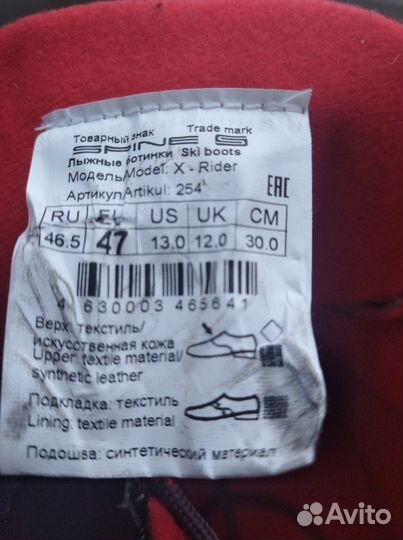 Товарный знак Trade mark
SPINE
Лыжные ботинки Ski boots
Модель/Model: X - Rider
Артикул/Artikul: 254
EAC
RU EU US UK CM
46.5 47 13.0 12.0 30.0
4 630003 465641
Верх: текстиль/
искусственная кожа
Upper: textile material/
synthetic leather
Подкладка: текстиль
Lining: textile material
Подошва: синтетический материал
Avito